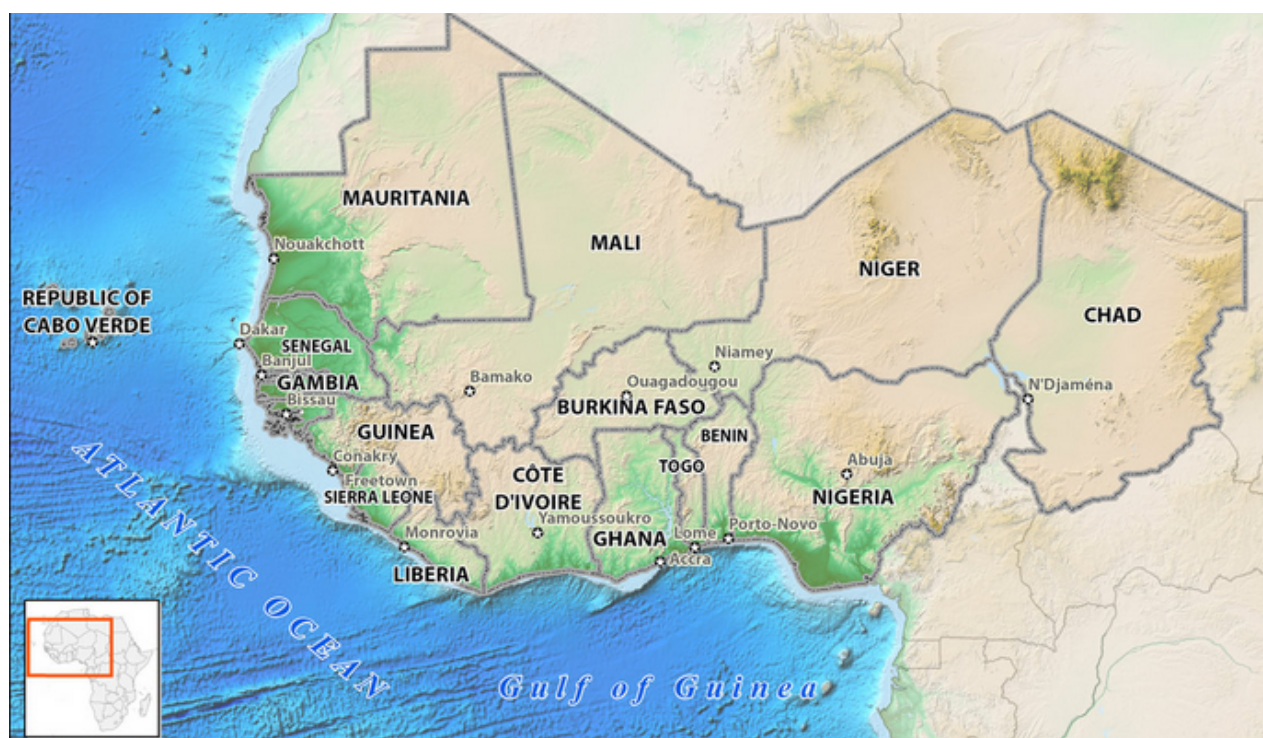 MAURITANIA
MALI
Nouakchott
NIGER
REPUBLIC OF
CABO VERDE
CHAD
Dakar
SENEGAL
Banjul
GAMBIA
Niamey
Bamako
Ouagadougou
N'Djaména
Bissau
BURKINA FASO
GUINEA
BENIN
Conakry
TOGO
Abuja
Freetown
SIERRA LEONE
CÔTE
D'IVOIRE
NIGERIA
Yamoussoukro
Porto-Novo
Monrovia
GHANA
Lome
Accra
LIBERIA
ATLANTIC OCEAN
Gulf of Guinea